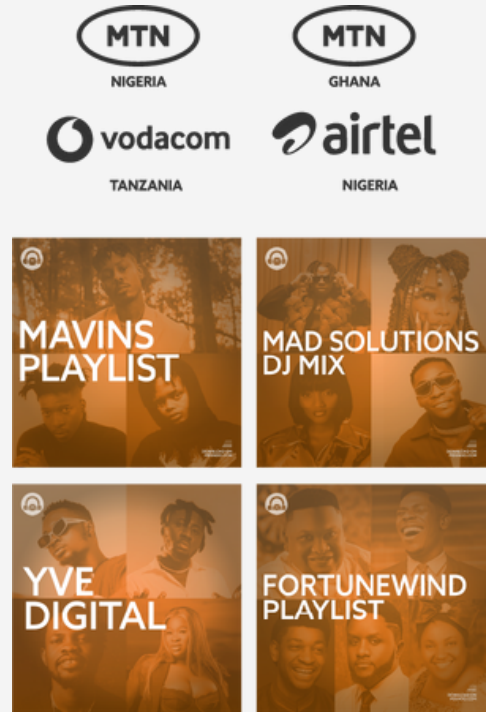 MTN
NIGERIA
MTN
GHANA
vodacom
TANZANIA
airtel
NIGERIA
MAVINS
PLAYLIST
MAD SOLUTIONS
DJ MIX
YVE
DIGITAL
FORTUNEWIND
PLAYLIST